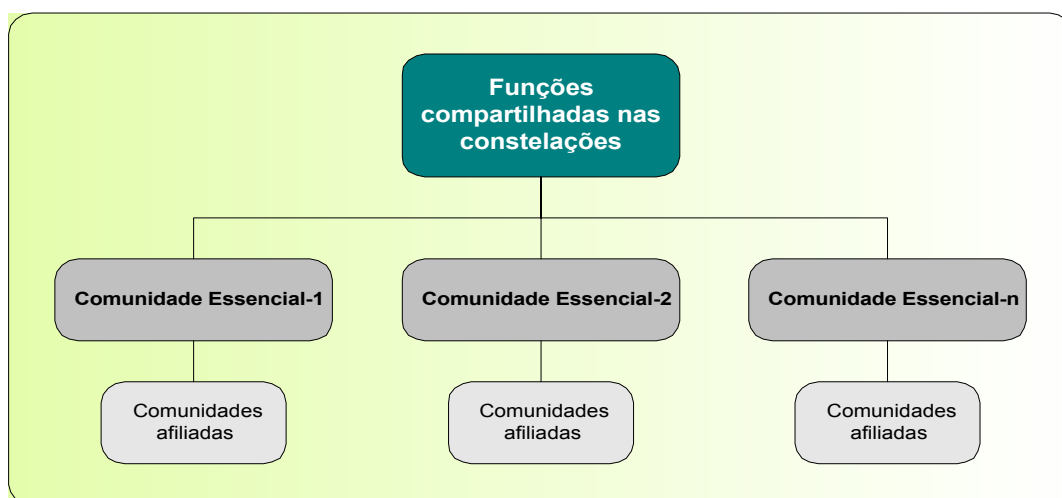 Funções
compartilhadas nas
constelações
Comunidade Essencial-1
Comunidade Essencial-2
Comunidade Essencial-n
Comunidades
afiliadas
Comunidades
afiliadas
Comunidades
afiliadas